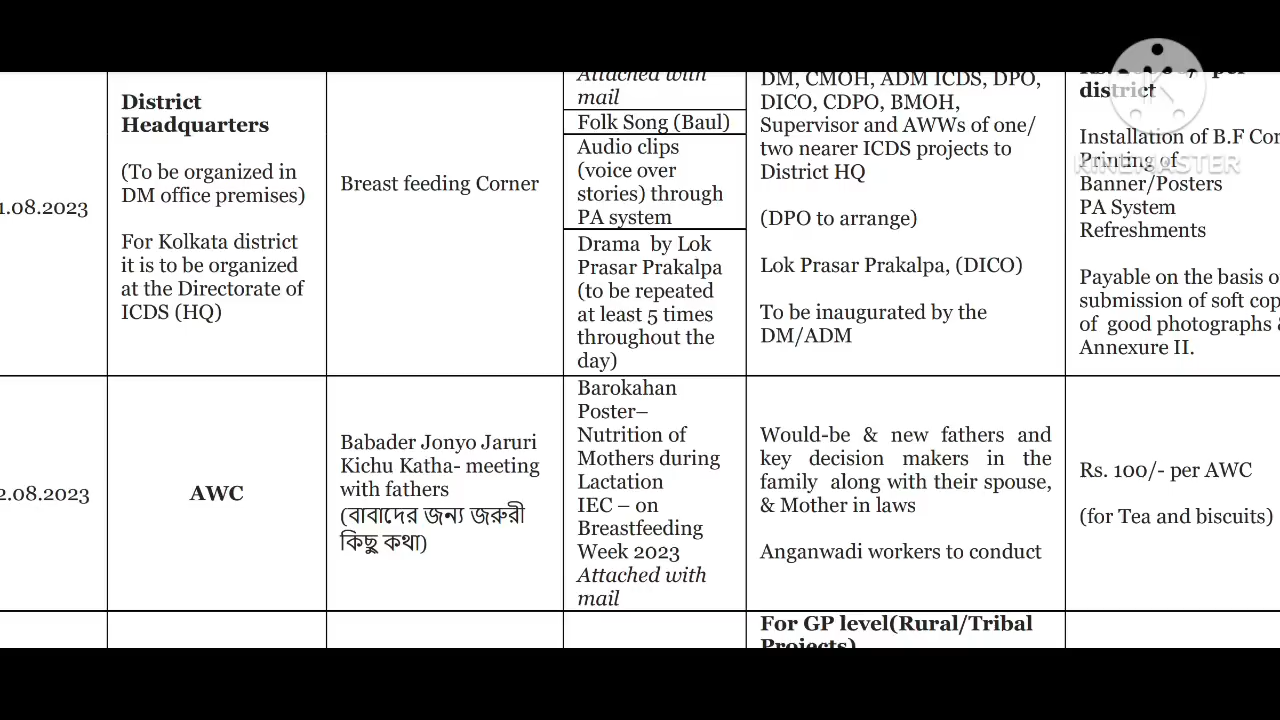 1.08.2023
District
Headquarters
(To be organized in
DM office premises)
For Kolkata district
it is to be organized
at the Directorate of
ICDS (HQ)
Breast feeding Corner
Attached with
mail
Folk Song (Baul)
Audio clips
(voice over
stories) through
PA system
Drama by Lok
Prasar Prakalpa
(to be repeated
at least 5 times
throughout the
day)
DM, CMOH, ADM ICDS, DPO,
DICO, CDPO, BMOH,
Supervisor and AWWs of one/
two nearer ICDS projects to
District HQ
(DPO to arrange)
Lok Prasar Prakalpa, (DICO)
To be inaugurated by the
DM/ADM
per
district
Installation of B.F Cor
Printing of
Banner/Posters
PA System
Refreshments
Payable on the basis o
submission of soft cop
of good photographs &
Annexure II.
2.08.2023
AWC
Babader Jonyo Jaruri
Kichu Katha- meeting
with fathers
(বাবাদের জন্য জরুরী
কিছু কথা)
Barokahan
Poster–
Nutrition of
Mothers during
Lactation
IEC – on
Breastfeeding
Week 2023
Attached with
mail
Would-be & new fathers and
key decision makers in the
family along with their spouse,
& Mother in laws
Anganwadi workers to conduct
Rs. 100/- per AWC
(for Tea and biscuits)
For GP level(Rural/Tribal
Projects)
KINEMASTER